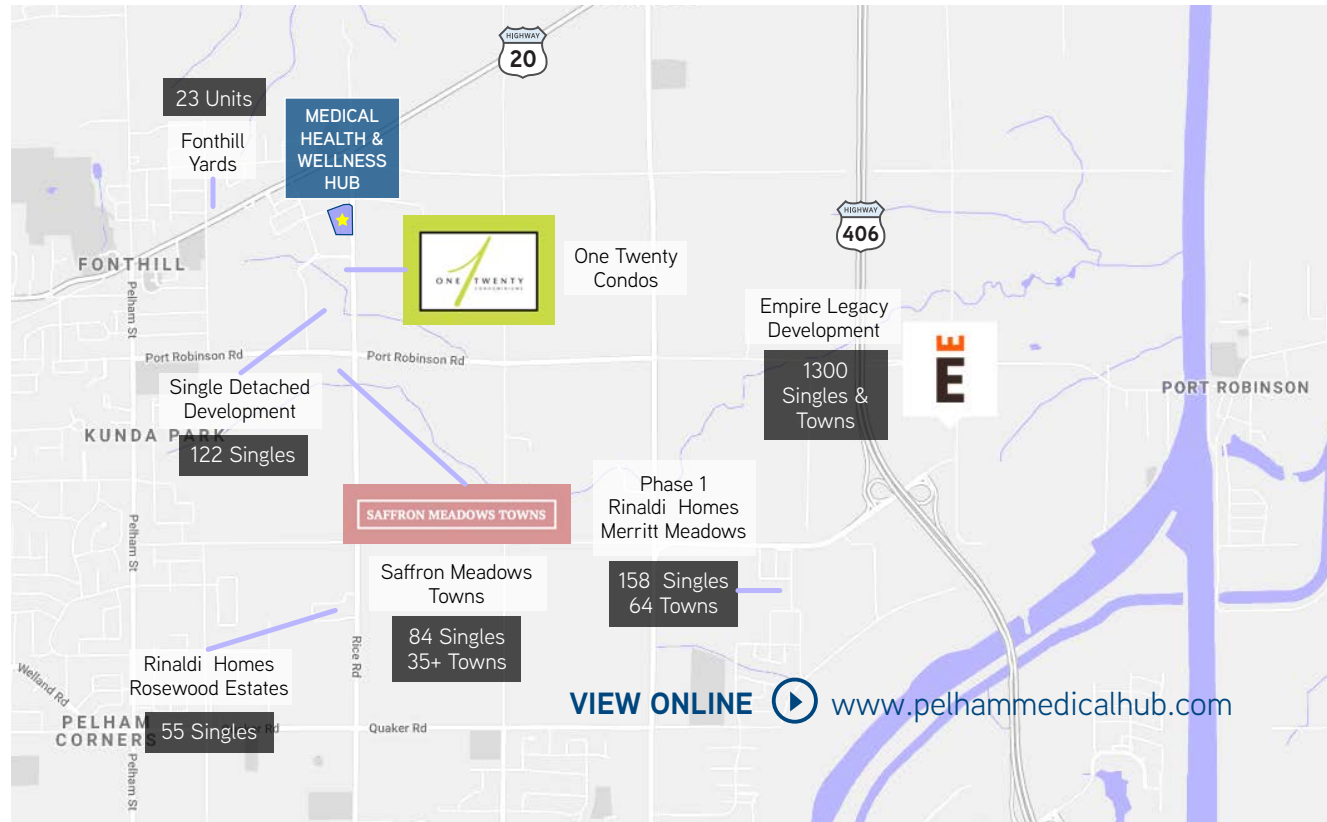 HIGHWAY
20
23 Units
Fonthill
Yards
MEDICAL
HEALTH &
WELLNESS
HUB
HIGHWAY
406
FONTHILL
Pelham St
ONE TWENTY
CONDOMINIUMS
One Twenty
Condos
Empire Legacy
Development
1300
Singles &
Towns
E
E
Port Robinson Rd
Port Robinson Rd
PORT ROBINSON
Single Detached
Development
KUNDA PARK
122 Singles
SAFFRON MEADOWS TOWNS
Phase 1
Rinaldi Homes
Merritt Meadows
158 Singles
64 Towns
Pelham St
Saffron Meadows
Towns
84 Singles
35+ Towns
Rice Rd
Rinaldi Homes
Rosewood Estates
55 Singles
Welland Rd
PELHAM
CORNERS
Rd
Quaker Rd
Pelham St
VIEW ONLINE www.pelhammedicalhub.com